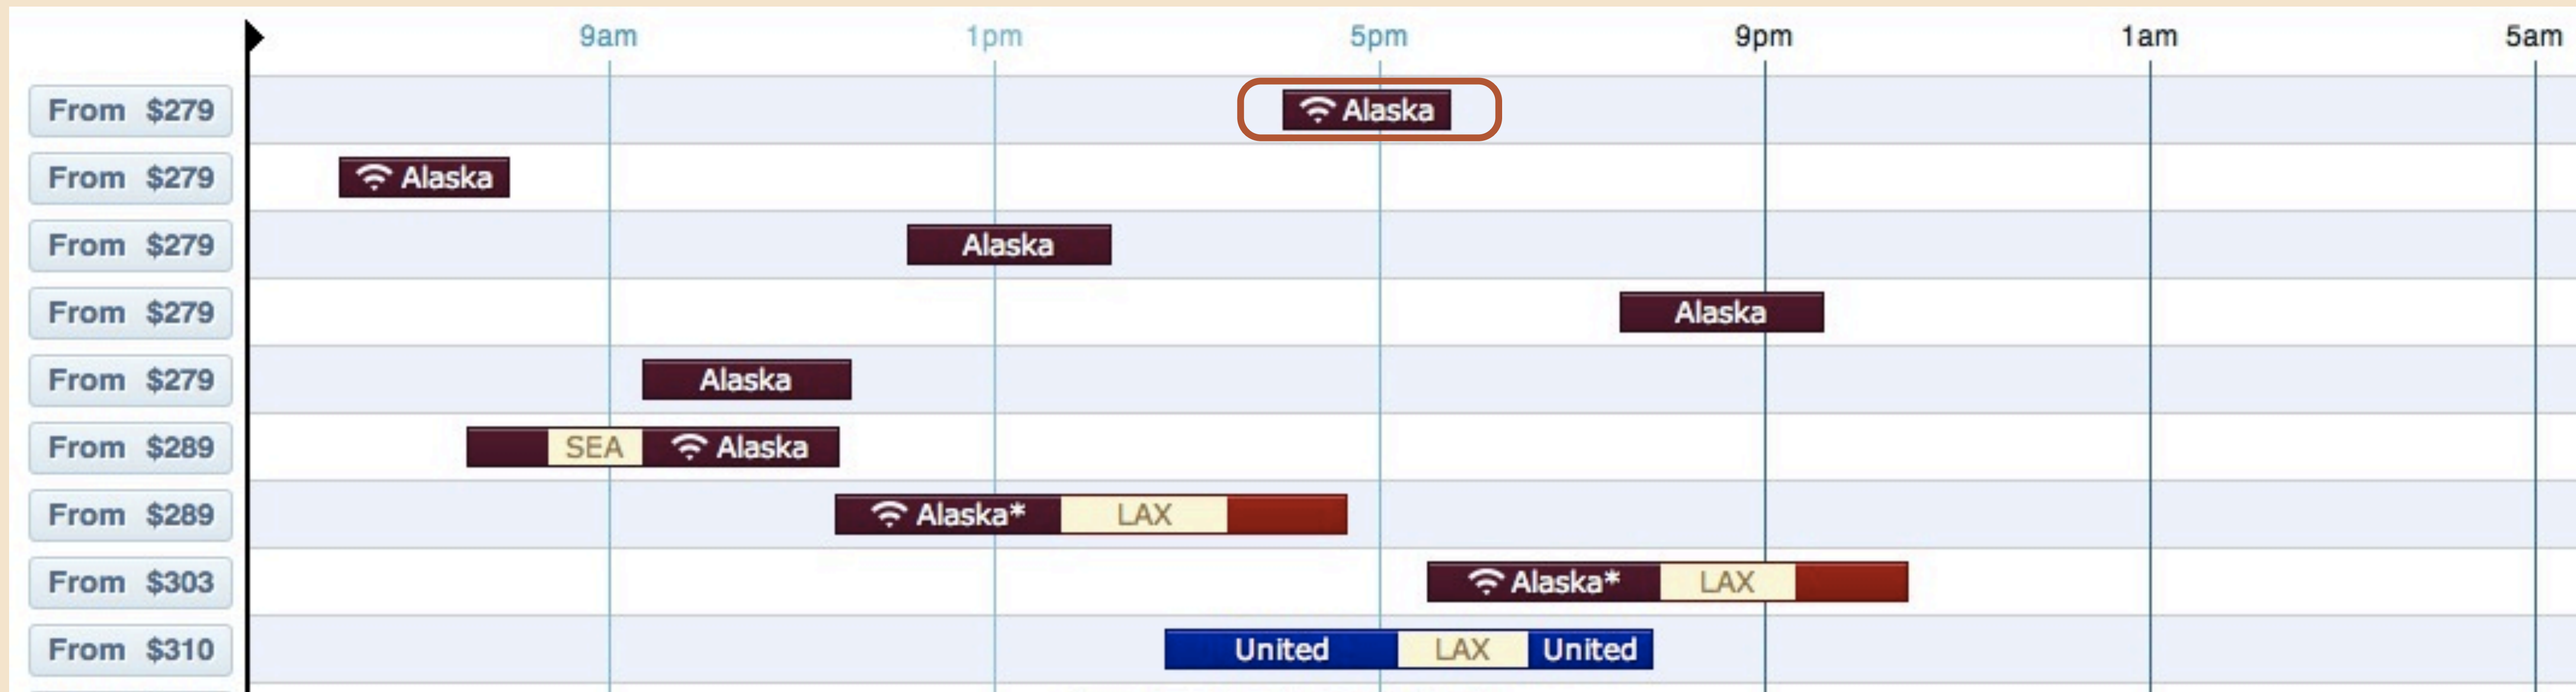 9am 1pm 5pm 9pm 1am 5am
From $279 Alaska
From $279 Alaska
From $279 Alaska
From $279 Alaska
From $279 Alaska
From $289 SEA Alaska
From $289 Alaska* LAX
From $303 Alaska* LAX
From $310 United LAX United